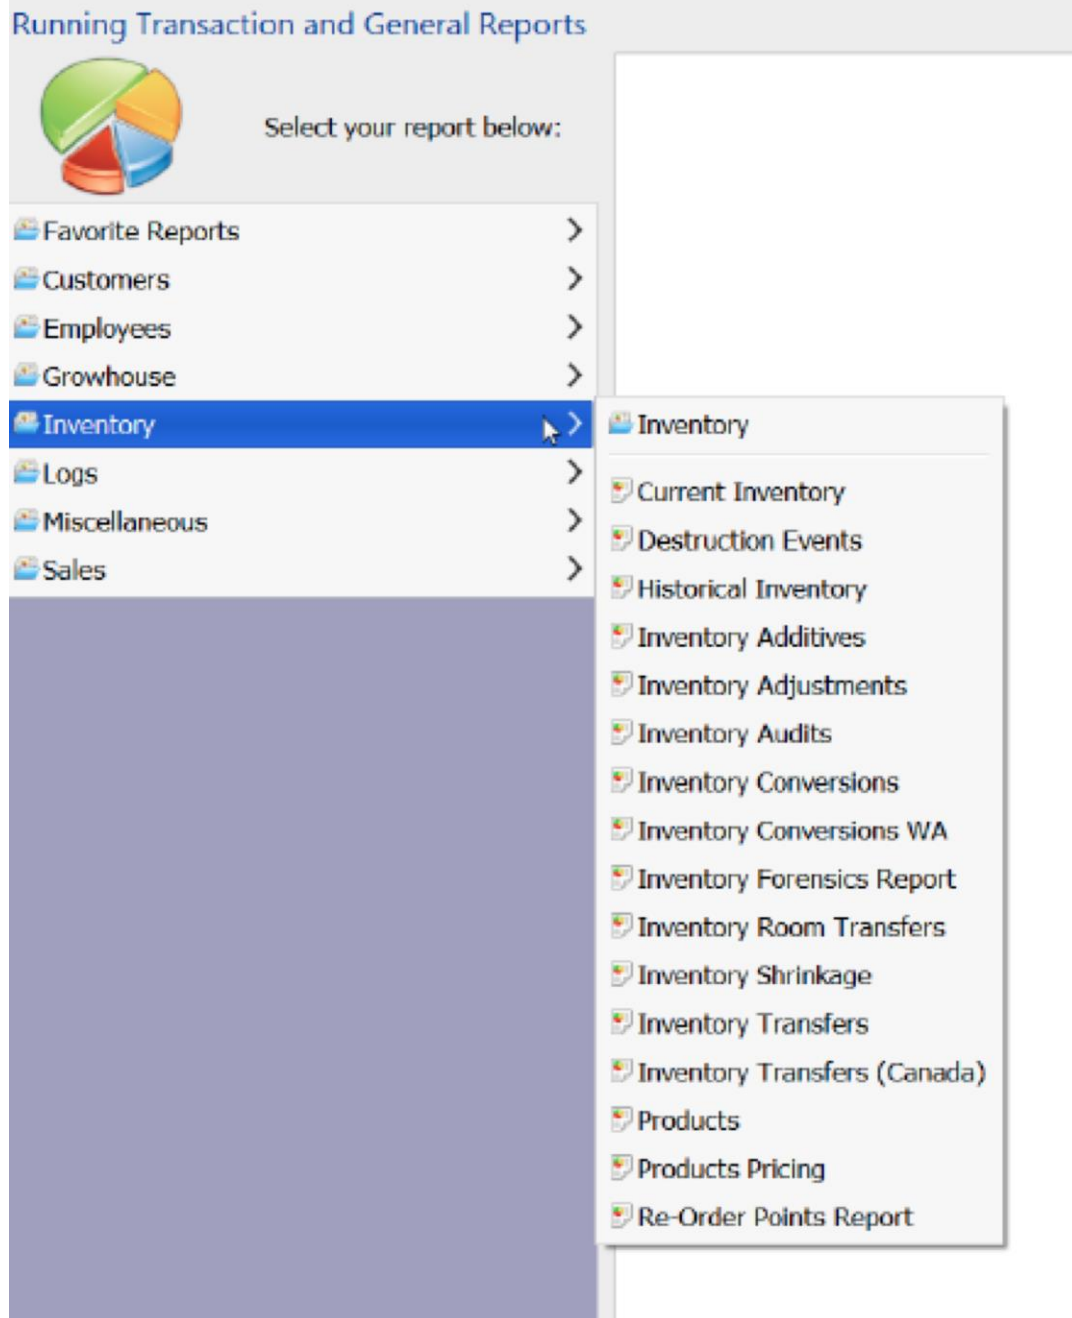 Running Transaction and General Reports
Select your report below:
Favorite Reports
Customers
Employees
Growhouse
Inventory
Logs
Miscellaneous
Sales
Inventory
Current Inventory
Destruction Events
Historical Inventory
Inventory Additives
Inventory Adjustments
Inventory Audits
Inventory Conversions
Inventory Conversions WA
Inventory Forensics Report
Inventory Room Transfers
Inventory Shrinkage
Inventory Transfers
Inventory Transfers (Canada)
Products
Products Pricing
Re-Order Points Report